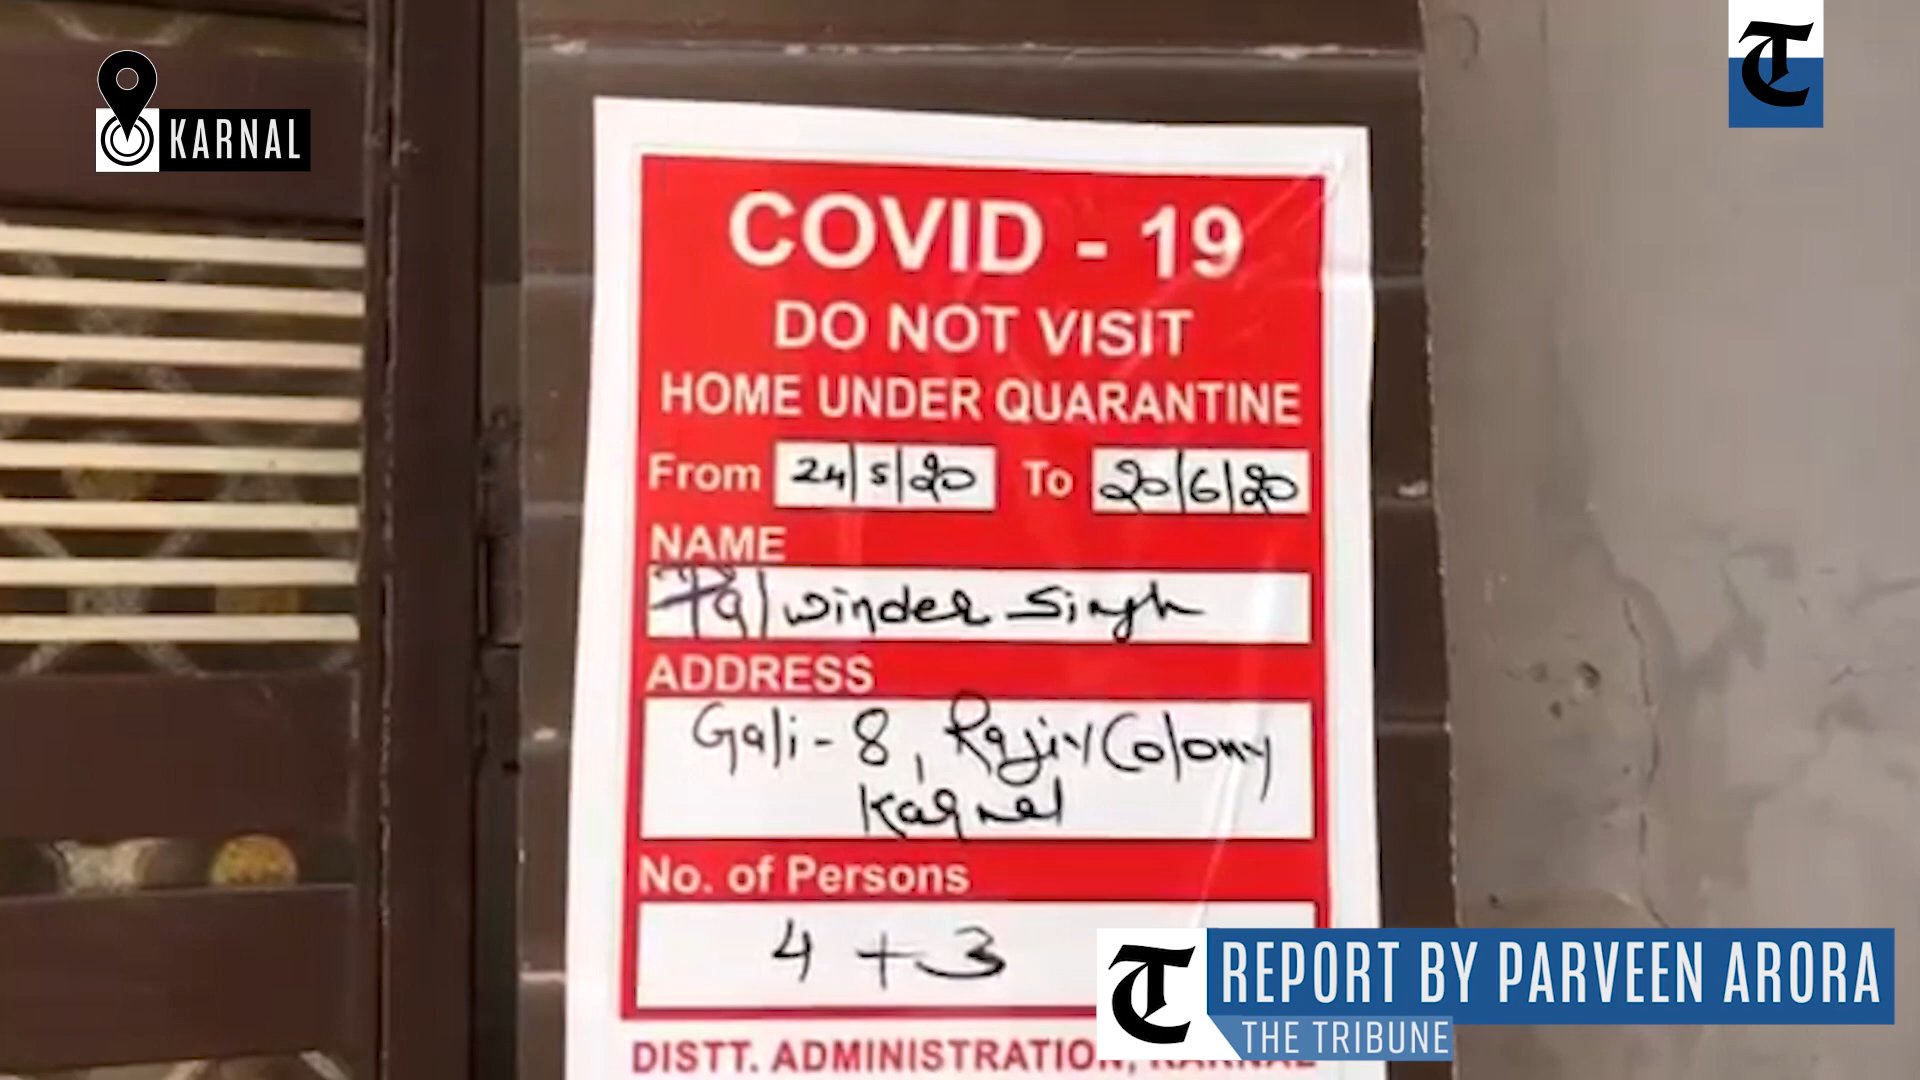 KARNAL
T
COVID - 19
DO NOT VISIT
HOME UNDER QUARANTINE
From 24/5/20 To 20/6/20
NAME
Palwinder Singh
ADDRESS
Gali-8, Rajiv Colony
Karnal
No. of Persons
4 + 3
DISTT. ADMINISTRATION, KARNAL
T REPORT BY PARVEEN ARORA
THE TRIBUNE